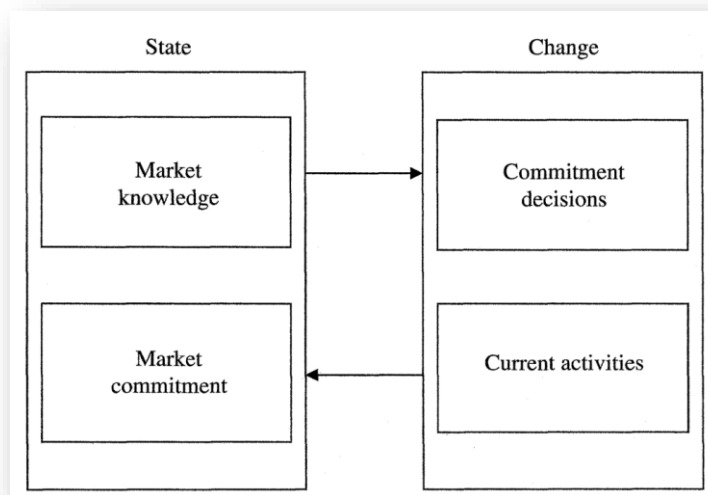 State
Change
Market
knowledge
Commitment
decisions
Market
commitment
Current activities